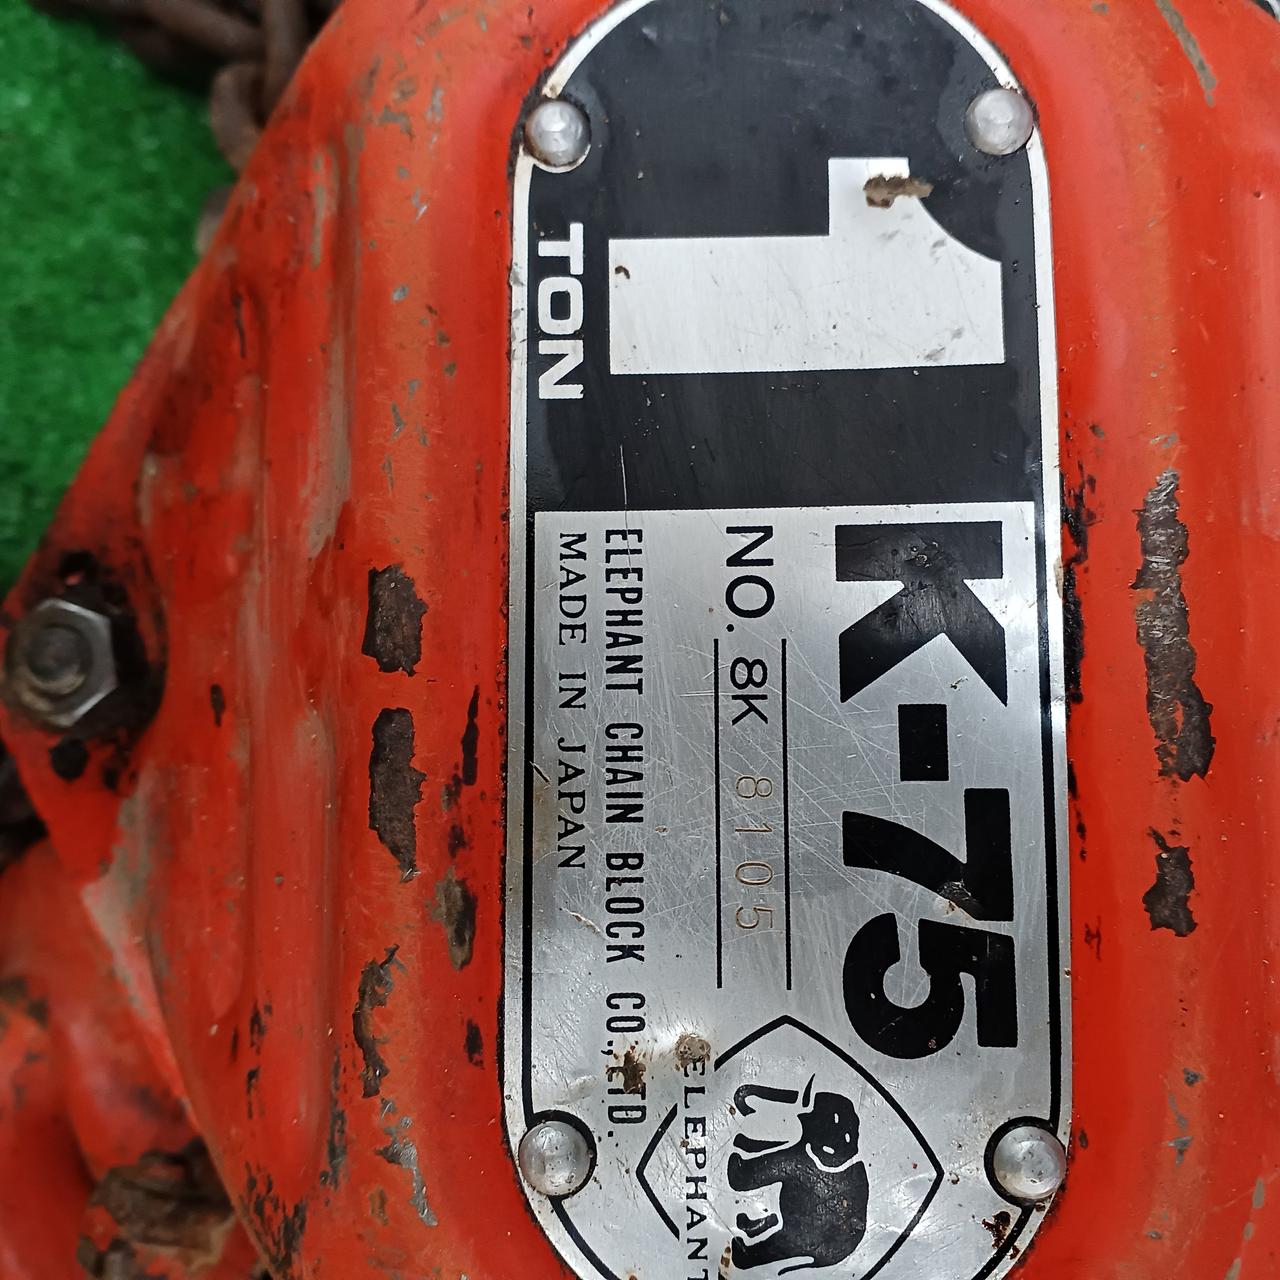 1
TON
K-75
NO. 8K 8105
ELEPHANT CHAIN BLOCK CO., LTD.
MADE IN JAPAN
ELEPHANT